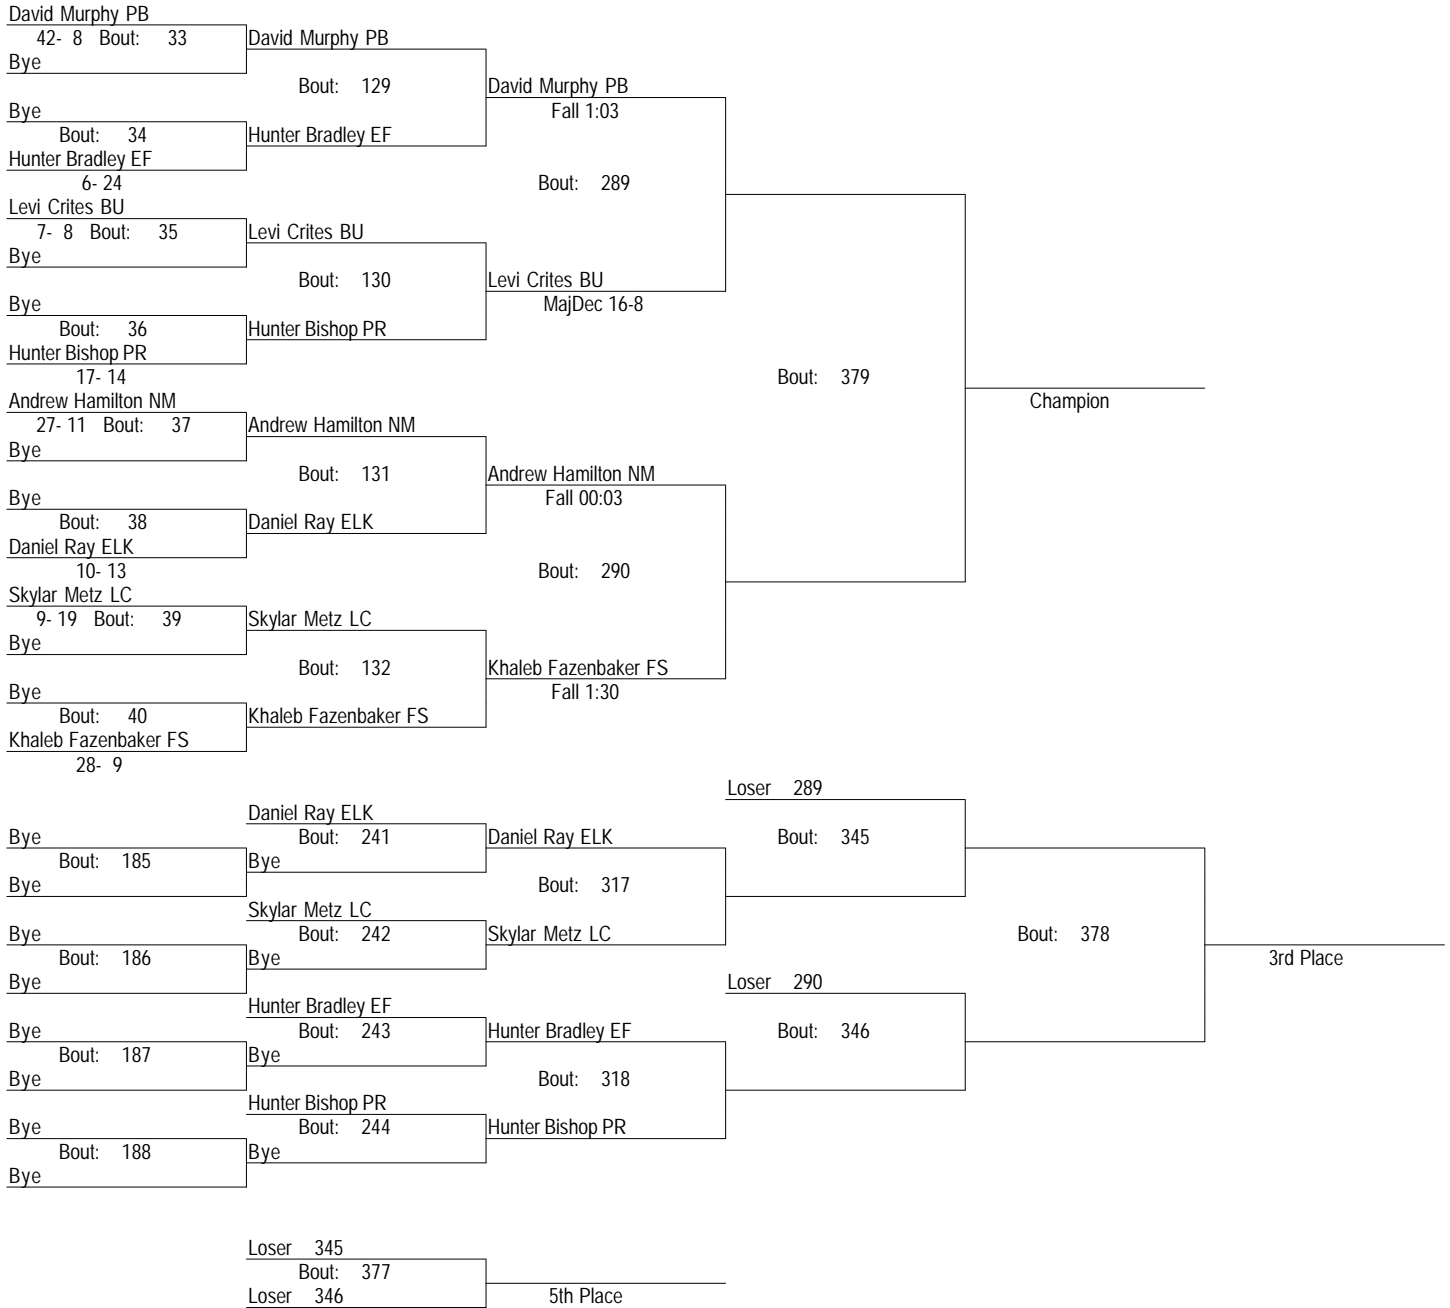 David Murphy PB
42- 8 Bout: 33
David Murphy PB
Bye
Bout: 129
David Murphy PB
Bye
Fall 1:03
Bout: 34
Hunter Bradley EF
Hunter Bradley EF
6- 24
Bout: 289
Levi Crites BU
7- 8 Bout: 35
Levi Crites BU
Bye
Bout: 130
Levi Crites BU
Bye
MajDec 16-8
Bout: 36
Hunter Bishop PR
Hunter Bishop PR
17- 14
Bout: 379
Andrew Hamilton NM
Champion
27- 11 Bout: 37
Andrew Hamilton NM
Bye
Bout: 131
Andrew Hamilton NM
Bye
Fall 00:03
Bout: 38
Daniel Ray ELK
Daniel Ray ELK
10- 13
Bout: 290
Skylar Metz LC
9- 19 Bout: 39
Skylar Metz LC
Bye
Bout: 132
Khaleb Fazenbaker FS
Bye
Fall 1:30
Bout: 40
Khaleb Fazenbaker FS
Khaleb Fazenbaker FS
28- 9
Loser 289
Daniel Ray ELK
Bye
Bout: 241
Daniel Ray ELK
Bout: 345
Bout: 185
Bye
Bye
Bout: 317
Skylar Metz LC
Bye
Bout: 242
Skylar Metz LC
Bout: 378
Bout: 186
Bye
3rd Place
Bye
Loser 290
Hunter Bradley EF
Bye
Bout: 243
Hunter Bradley EF
Bout: 346
Bout: 187
Bye
Bye
Bout: 318
Hunter Bishop PR
Bye
Bout: 244
Hunter Bishop PR
Bout: 188
Bye
Bye
Loser 345
Bout: 377
Loser 346
5th Place